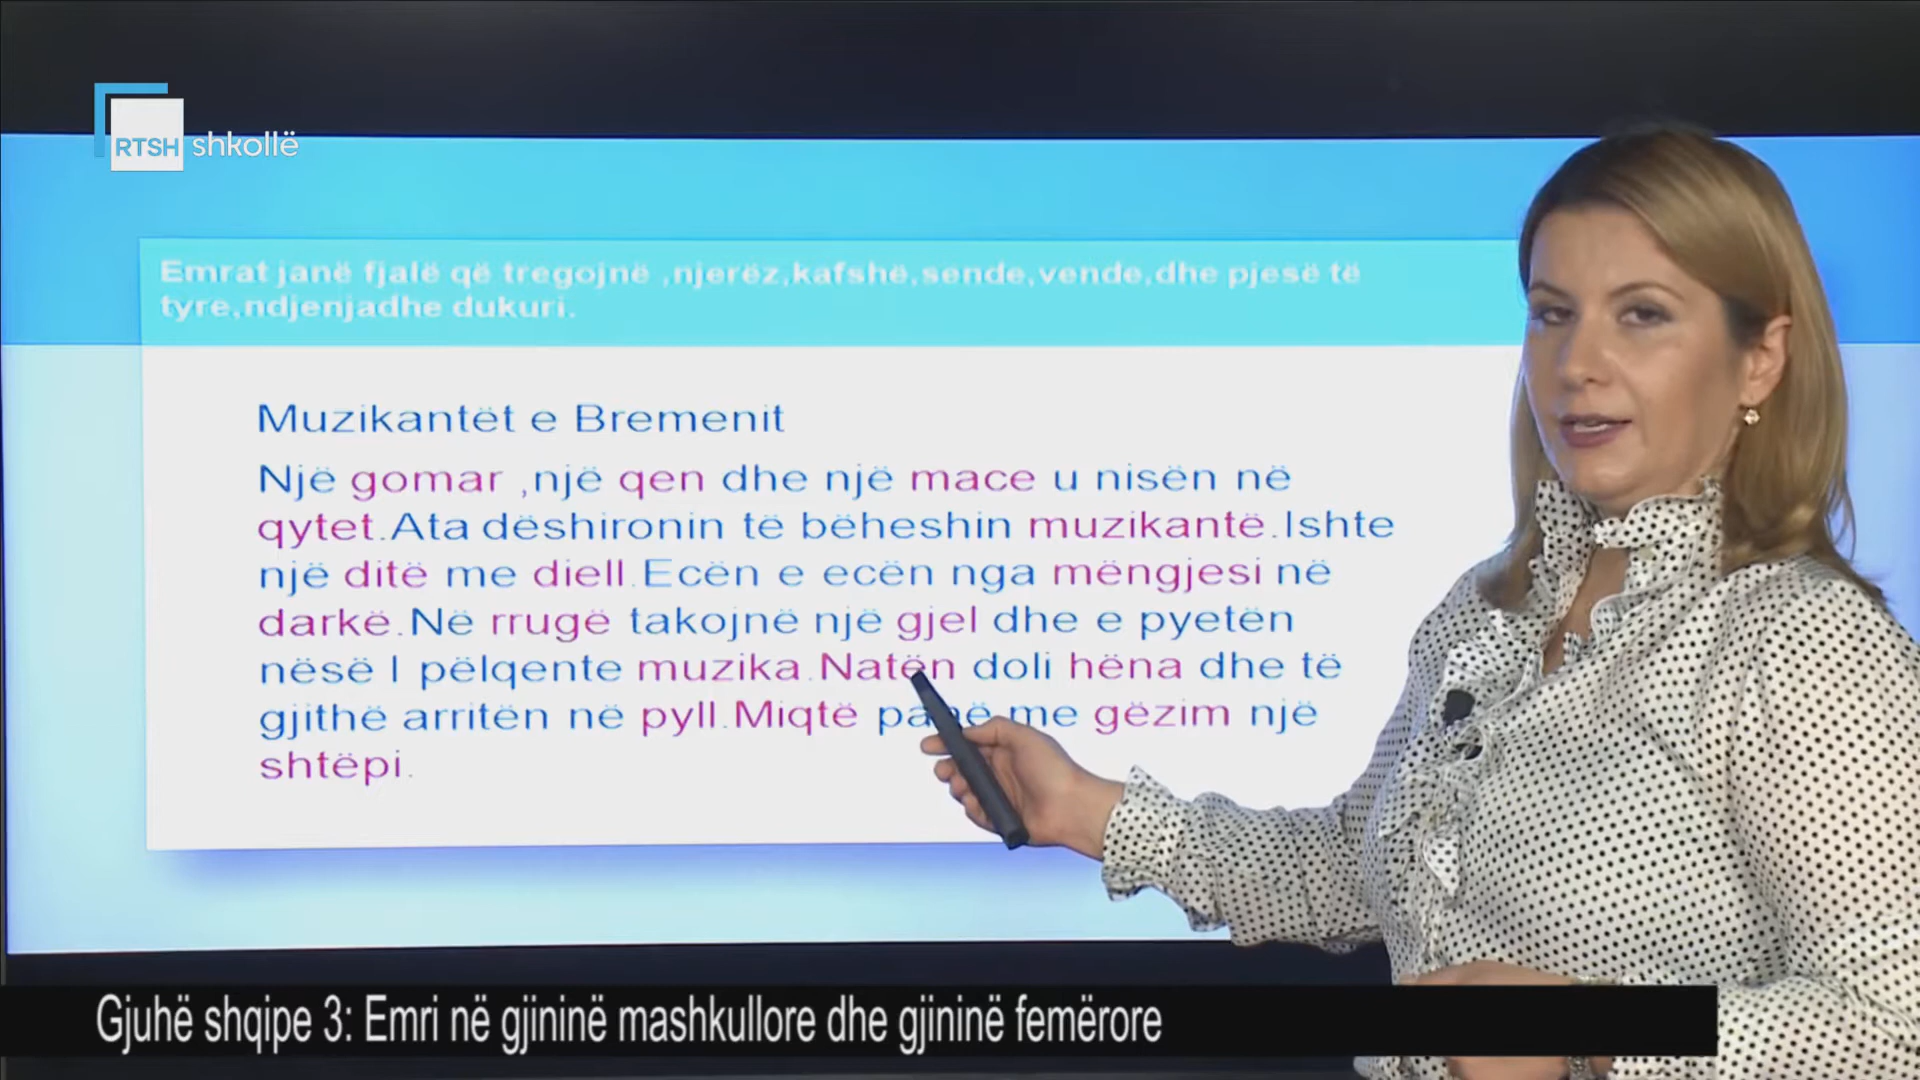 RTSH shkollë
Emrat janë fjalë që tregojnë ,njerëz,kafshë,sende,vende,dhe pjesë të
tyre,ndjenjadhe dukuri.
Muzikantët e Bremenit
Një gomar ,një qen dhe një mace u nisën në
qytet.Ata dëshironin të bëheshin muzikantë.Ishte
një ditë me diell.Ecën e ecën nga mëngjesi në
darkë.Në rrugë takojnë një gjel dhe e pyetën
nësë I pëlqente muzika.Natën doli hëna dhe të
gjithë arritën në pyll.Miqtë panë me gëzim një
shtëpi.
Gjuhë shqipe 3: Emri në gjininë mashkullore dhe gjininë femërore